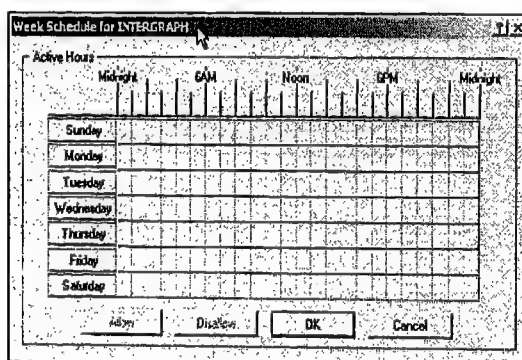 Week Schedule for INTERGRAPH
Active Hours
Midnight 6AM Noon 6PM Midnight
Sunday
Monday
Tuesday
Wednesday
Thursday
Friday
Saturday
Allow Disallow OK Cancel